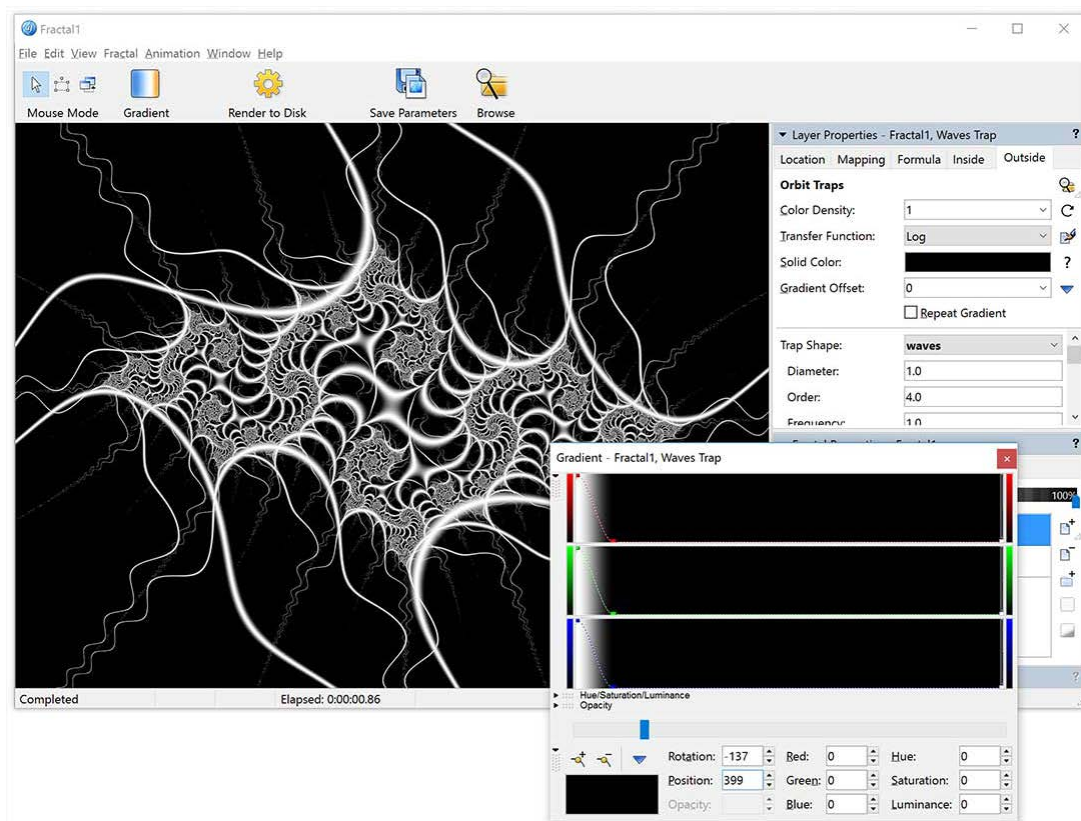 Fractal1
File Edit View Fractal Animation Window Help
Mouse Mode Gradient Render to Disk Save Parameters Browse
Layer Properties - Fractal1, Waves Trap ?
Location Mapping Formula Inside Outside
Orbit Traps
Color Density: 1
Transfer Function: Log
Solid Color: ?
Gradient Offset: 0
Repeat Gradient
Trap Shape: waves
Diameter: 1.0
Order: 4.0
Frequency: 1.0
?
Gradient - Fractal1, Waves Trap
100%
?
Completed Elapsed: 0:00:00.86
Hue/Saturation/Luminance
Opacity
Rotation: -137 Red: 0 Hue: 0
Position: 399 Green: 0 Saturation: 0
Opacity: Blue: 0 Luminance: 0